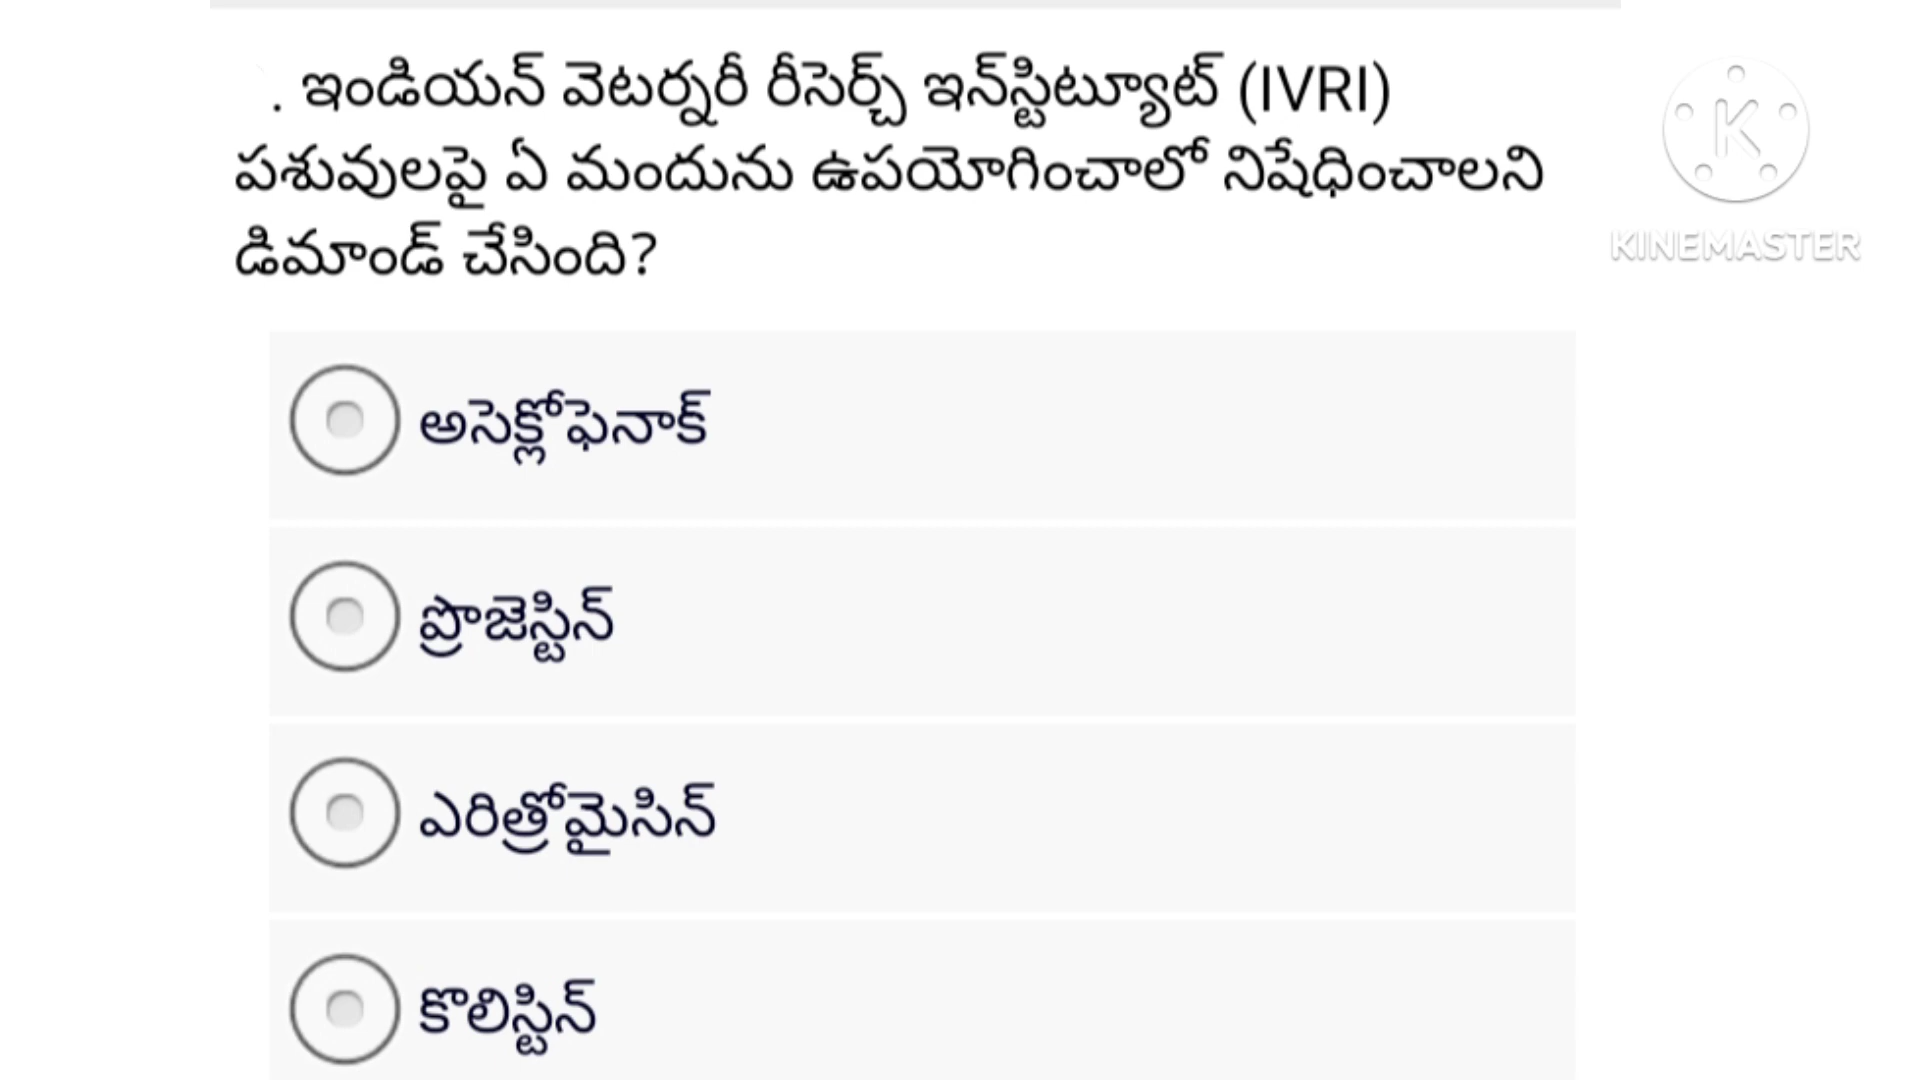 . ఇండియన్ వెటర్నరీ రీసెర్చ్ ఇన్‌స్టిట్యూట్ (IVRI)
పశువులపై ఏ మందును ఉపయోగించాలో నిషేధించాలని
డిమాండ్ చేసింది?
అసెక్లోఫెనాక్
ప్రొజెస్టిన్
ఎరిత్రోమైసిన్
కొలిస్టిన్
K
KINEMASTER